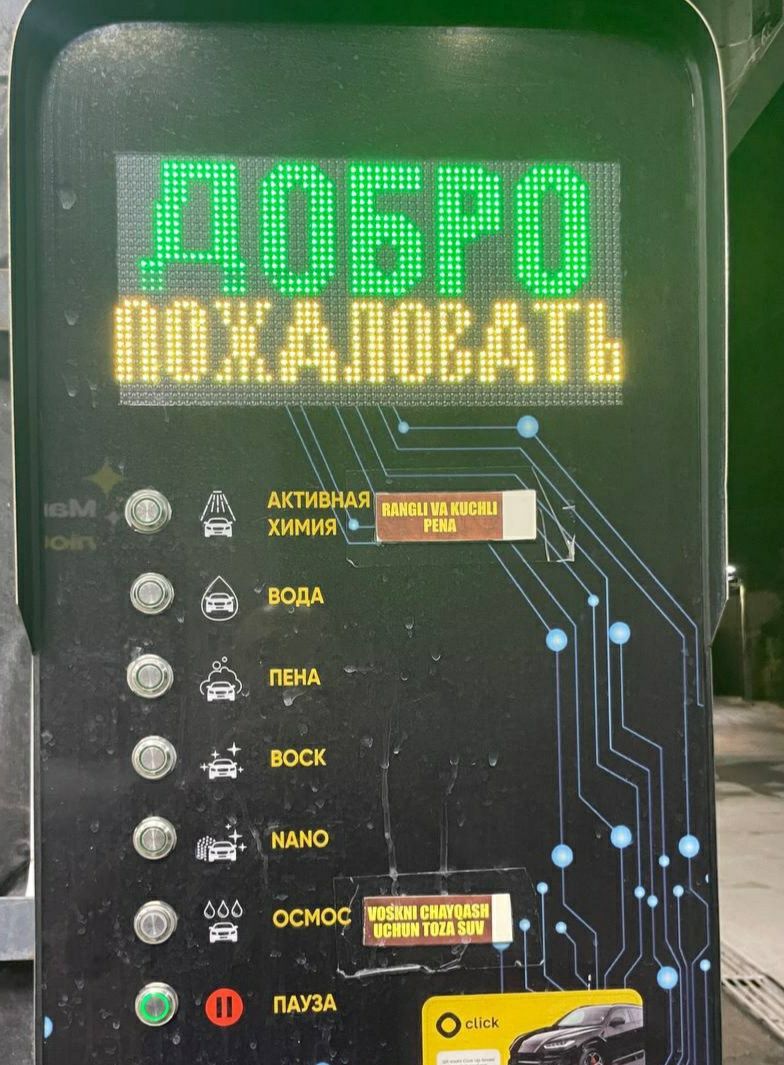 ДОБРО
ПОЖАЛОВАТЬ
АКТИВНАЯ
ХИМИЯ
RANGLI VA KUCHLI
PENA
ВОДА
ПЕНА
ВОСК
NANO
ОСМОС
VOSKNI CHAYQASH
UCHUN TOZA SUV
ПАУЗА
click